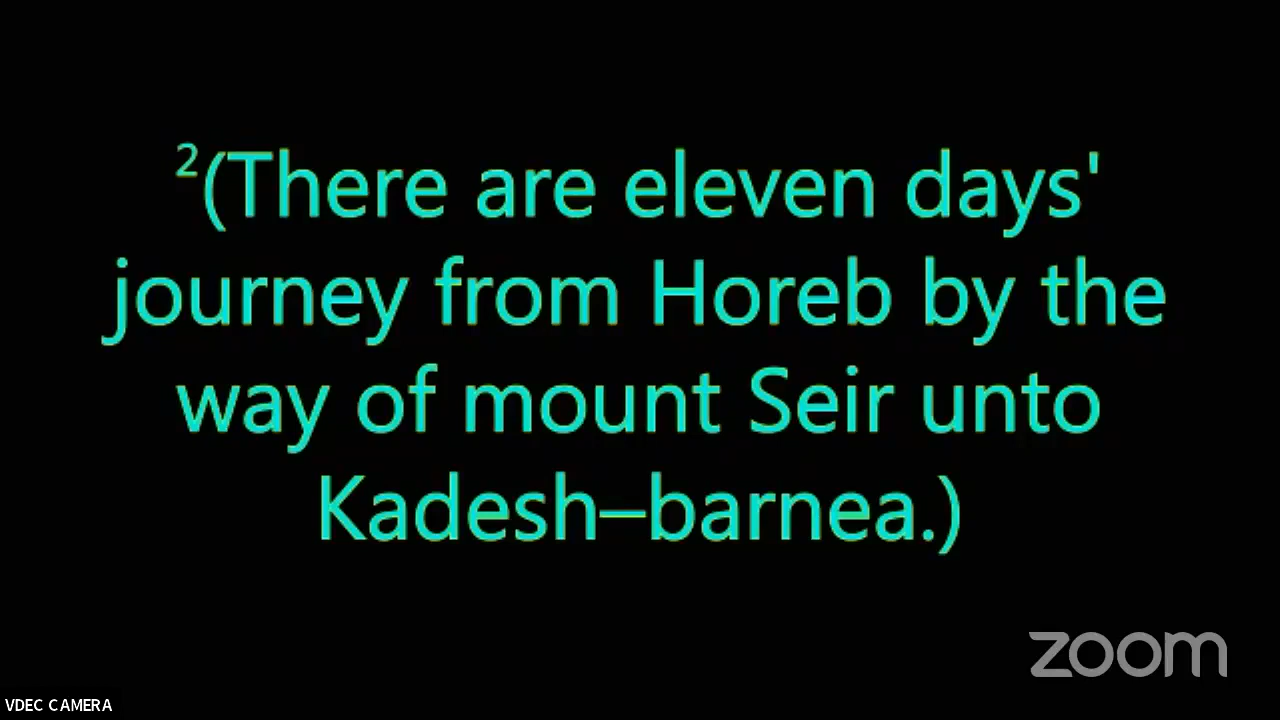 ²(There are eleven days'
journey from Horeb by the
way of mount Seir unto
Kadesh–barnea.)
zoom
VDEC CAMERA